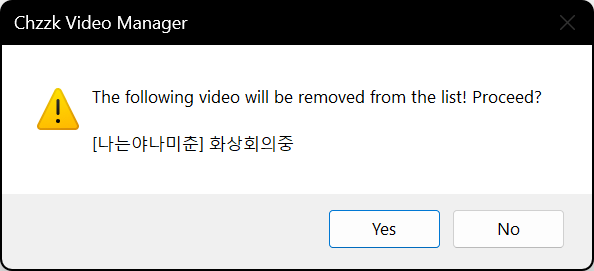 Chzzk Video Manager
The following video will be removed from the list! Proceed?
[나는야나미춘] 화상회의중
Yes
No